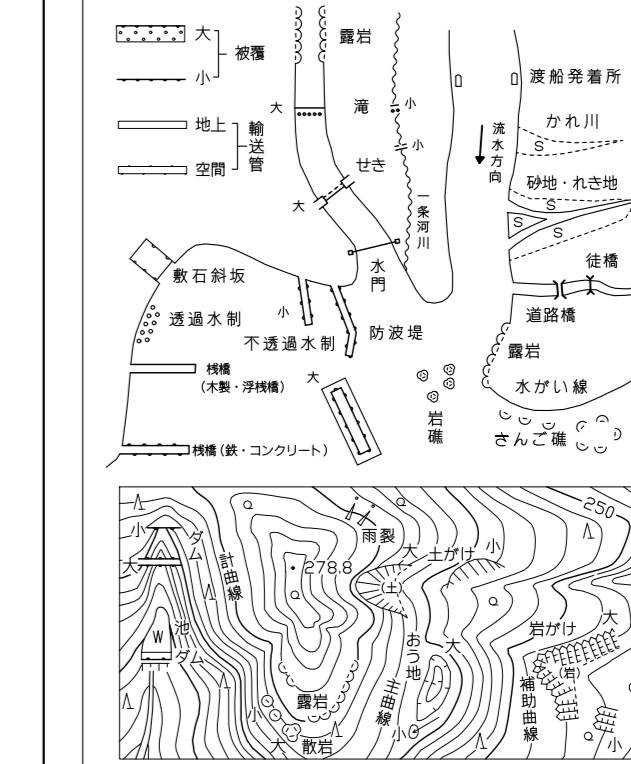 大
小
被覆
地上
空間
輸送管
露岩
大
滝
小
小
せき
大
一条河川
水門
流水方向
渡船発着所
かれ川
S
砂地・れき地
S
S
S
徒橋
道路橋
露岩
水がい線
さんご礁
岩礁
敷石斜坂
透過水制
小
不透過水制
防波堤
大
桟橋
(木製・浮桟橋)
桟橋(鉄・コンクリート)
小
ダム
大
計曲線
278.8
雨裂
大
土がけ
小
(土)
250
池
W
ダム
おう地
大
岩がけ
大
(岩)
主曲線
補助曲線
露岩
小
大
散岩
小
小